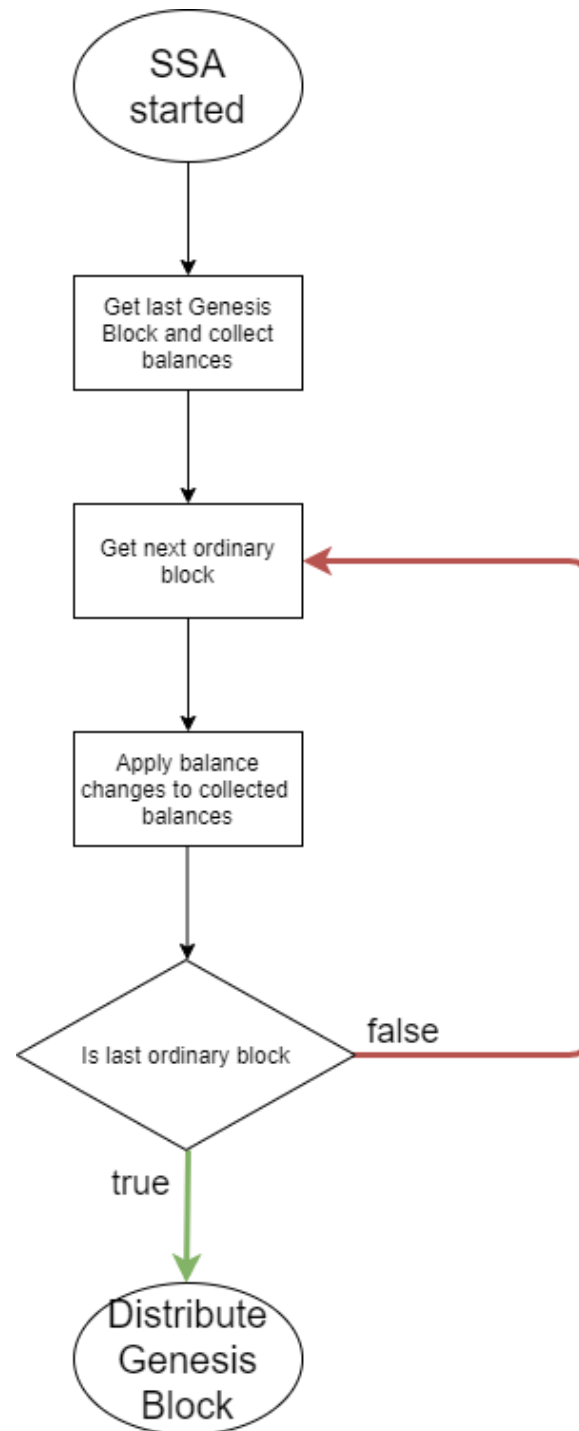 SSA
started
Get last Genesis
Block and collect
balances
Get next ordinary
block
Apply balance
changes to collected
balances
Is last ordinary block
false
true
Distribute
Genesis
Block